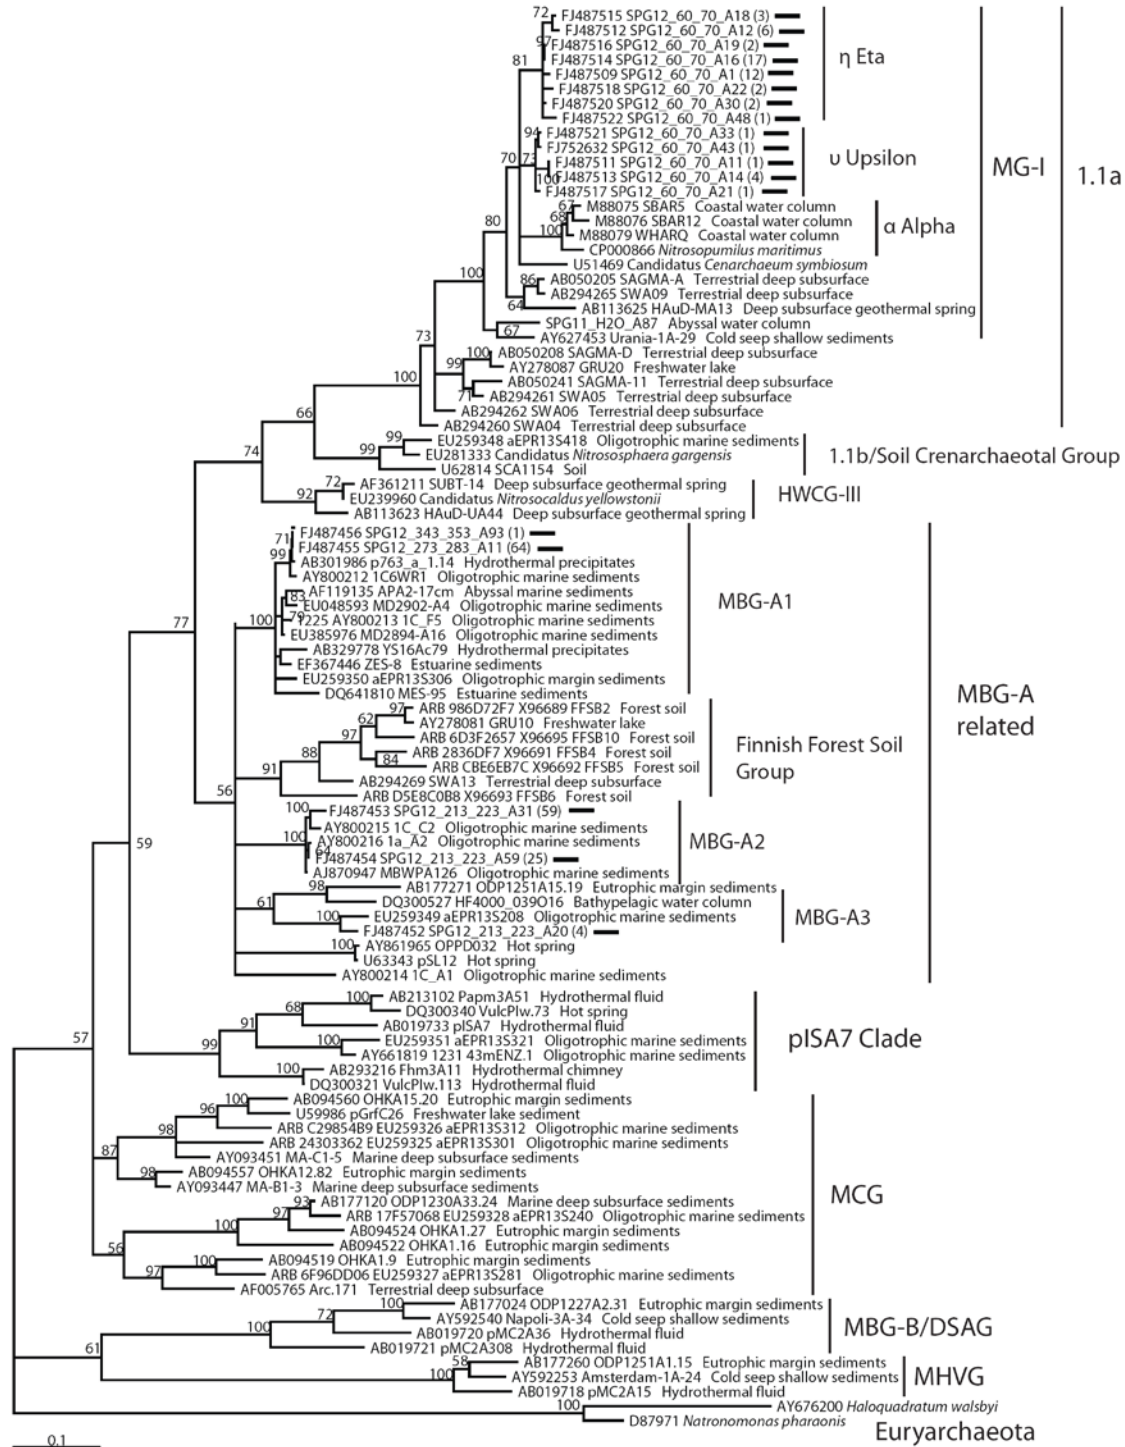 72 FJ487515 SPG12_60_70_A18 (3)
FJ487512 SPG12_60_70_A12 (6)
97 FJ487516 SPG12_60_70_A19 (2)
FJ487514 SPG12_60_70_A16 (17)
81 FJ487509 SPG12_60_70_A1 (12)
η Eta
FJ487518 SPG12_60_70_A22 (2)
FJ487520 SPG12_60_70_A30 (2)
FJ487522 SPG12_60_70_A48 (1)
94 FJ487521 SPG12_60_70_A33 (1)
FJ752632 SPG12_60_70_A43 (1)
70 73 FJ487511 SPG12_60_70_A11 (1)
υ Upsilon
MG-I
1.1a
100 FJ487513 SPG12_60_70_A14 (4)
FJ487517 SPG12_60_70_A21 (1)
67 M88075 SBAR5 Coastal water column
68 M88076 SBAR12 Coastal water column
80
α Alpha
100 M88079 WHARQ Coastal water column
CP000866 Nitrosopumilus maritimus
U51469 Candidatus Cenarchaeum symbiosum
100 86 AB050205 SAGMA-A Terrestrial deep subsurface
AB294265 SWA09 Terrestrial deep subsurface
64 AB113625 HAuD-MA13 Deep subsurface geothermal spring
SPG11_H2O_A87 Abyssal water column
67 AY627453 Urania-1A-29 Cold seep shallow sediments
73 100 AB050208 SAGMA-D Terrestrial deep subsurface
99 AY278087 GRU20 Freshwater lake
100 AB050241 SAGMA-11 Terrestrial deep subsurface
71 AB294261 SWA05 Terrestrial deep subsurface
AB294262 SWA06 Terrestrial deep subsurface
66 AB294260 SWA04 Terrestrial deep subsurface
99 EU259348 aEPR13S418 Oligotrophic marine sediments
74 99 EU281333 Candidatus Nitrososphaera gargensis
1.1b/Soil Crenarchaeotal Group
U62814 SCA1154 Soil
72 AF361211 SUBT-14 Deep subsurface geothermal spring
92 EU239960 Candidatus Nitrosocaldus yellowstonii
HWCG-III
AB113623 HAuD-UA44 Deep subsurface geothermal spring
71 FJ487456 SPG12_343_353_A93 (1)
FJ487455 SPG12_273_283_A11 (64)
99 AB301986 p763_a_1.14 Hydrothermal precipitates
AY800212 1C6WR1 Oligotrophic marine sediments
83 AF119135 APA2-17cm Abyssal marine sediments
EU048593 MD2902-A4 Oligotrophic marine sediments
MBG-A1
77 100 79 1225 AY800213 1C_F5 Oligotrophic marine sediments
EU385976 MD2894-A16 Oligotrophic marine sediments
AB329778 YS16Ac79 Hydrothermal precipitates
EF367446 ZES-8 Estuarine sediments
EU259350 aEPR13S306 Oligotrophic margin sediments
DQ641810 MES-95 Estuarine sediments
MBG-A
related
97 ARB 986D72F7 X96689 FFSB2 Forest soil
62 AY278081 GRU10 Freshwater lake
97 ARB 6D3F2657 X96695 FFSB10 Forest soil
88 ARB 2836DF7 X96691 FFSB4 Forest soil
84 ARB CBE6EB7C X96692 FFSB5 Forest soil
Finnish Forest Soil
Group
91 AB294269 SWA13 Terrestrial deep subsurface
56 ARB D5E8C0B8 X96693 FFSB6 Forest soil
100 FJ487453 SPG12_213_223_A31 (59)
AY800215 1C_C2 Oligotrophic marine sediments
59 100 AY800216 1a_A2 Oligotrophic marine sediments
MBG-A2
64 FJ487454 SPG12_213_223_A59 (25)
AJ870947 MBWPA126 Oligotrophic marine sediments
98 AB177271 ODP1251A15.19 Eutrophic margin sediments
61 DQ300527 HF4000_039O16 Bathypelagic water column
100 EU259349 aEPR13S208 Oligotrophic marine sediments
MBG-A3
FJ487452 SPG12_213_223_A20 (4)
100 AY861965 OPPD032 Hot spring
U63343 pSL12 Hot spring
AY800214 1C_A1 Oligotrophic marine sediments
100 AB213102 Papm3A51 Hydrothermal fluid
68 DQ300340 VulcPlw.73 Hot spring
91 AB019733 pISA7 Hydrothermal fluid
57 99 100 EU259351 aEPR13S321 Oligotrophic marine sediments
pISA7 Clade
AY661819 1231 43mENZ.1 Oligotrophic marine sediments
100 AB293216 Fhm3A11 Hydrothermal chimney
DQ300321 VulcPlw.113 Hydrothermal fluid
100 AB094560 OHKA15.20 Eutrophic margin sediments
96 U59986 pGrfC26 Freshwater lake sediment
98 ARB C29854B9 EU259326 aEPR13S312 Oligotrophic marine sediments
ARB 24303362 EU259325 aEPR13S301 Oligotrophic marine sediments
87 AY093451 MA-C1-5 Marine deep subsurface sediments
98 AB094557 OHKA12.82 Eutrophic margin sediments
AY093447 MA-B1-3 Marine deep subsurface sediments
MCG
93 AB177120 ODP1230A33.24 Marine deep subsurface sediments
97 ARB 17F57068 EU259328 aEPR13S240 Oligotrophic marine sediments
100 AB094524 OHKA1.27 Eutrophic margin sediments
56 AB094522 OHKA1.16 Eutrophic margin sediments
100 AB094519 OHKA1.9 Eutrophic margin sediments
97 ARB 6F96DD06 EU259327 aEPR13S281 Oligotrophic marine sediments
AF005765 Arc.171 Terrestrial deep subsurface
100 AB177024 ODP1227A2.31 Eutrophic margin sediments
72 AY592540 Napoli-3A-34 Cold seep shallow sediments
100 AB019720 pMC2A36 Hydrothermal fluid
MBG-B/DSAG
61 AB019721 pMC2A308 Hydrothermal fluid
58 AB177260 ODP1251A1.15 Eutrophic margin sediments
100 AY592253 Amsterdam-1A-24 Cold seep shallow sediments
MHVG
AB019718 pMC2A15 Hydrothermal fluid
100 AY676200 Haloquadratum walsbyi
D87971 Natronomonas pharaonis
Euryarchaeota
0.1